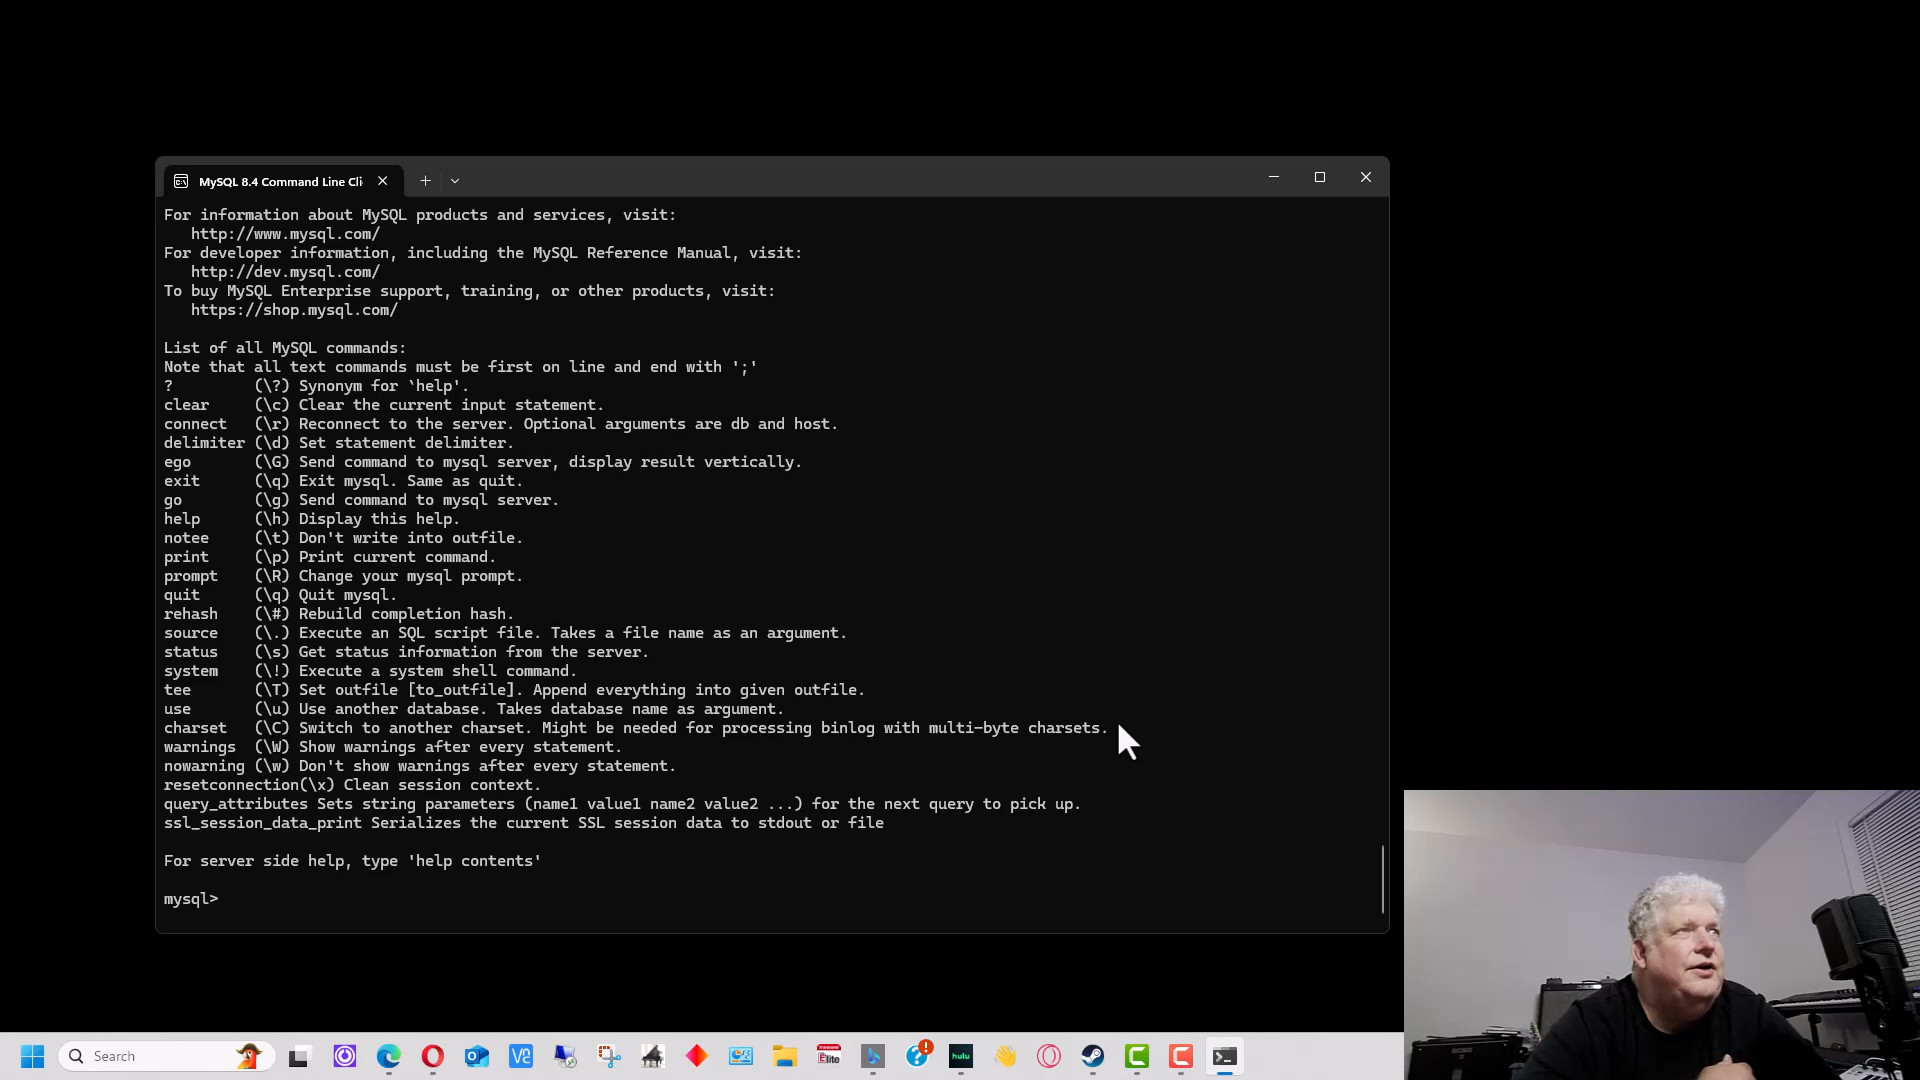 MySQL 8.4 Command Line Cli
For information about MySQL products and services, visit:
http://www.mysql.com/
For developer information, including the MySQL Reference Manual, visit:
http://dev.mysql.com/
To buy MySQL Enterprise support, training, or other products, visit:
https://shop.mysql.com/
List of all MySQL commands:
Note that all text commands must be first on line and end with ';'
? (\?) Synonym for `help'.
clear (\c) Clear the current input statement.
connect (\r) Reconnect to the server. Optional arguments are db and host.
delimiter (\d) Set statement delimiter.
ego (\G) Send command to mysql server, display result vertically.
exit (\q) Exit mysql. Same as quit.
go (\g) Send command to mysql server.
help (\h) Display this help.
notee (\t) Don't write into outfile.
print (\p) Print current command.
prompt (\R) Change your mysql prompt.
quit (\q) Quit mysql.
rehash (\#) Rebuild completion hash.
source (\.) Execute an SQL script file. Takes a file name as an argument.
status (\s) Get status information from the server.
system (\!) Execute a system shell command.
tee (\T) Set outfile [to_outfile]. Append everything into given outfile.
use (\u) Use another database. Takes database name as argument.
charset (\C) Switch to another charset. Might be needed for processing binlog with multi-byte charsets.
warnings (\W) Show warnings after every statement.
nowarning (\w) Don't show warnings after every statement.
resetconnection(\x) Clean session context.
query_attributes Sets string parameters (name1 value1 name2 value2 ...) for the next query to pick up.
ssl_session_data_print Serializes the current SSL session data to stdout or file
For server side help, type 'help contents'
mysql>
Search
hulu